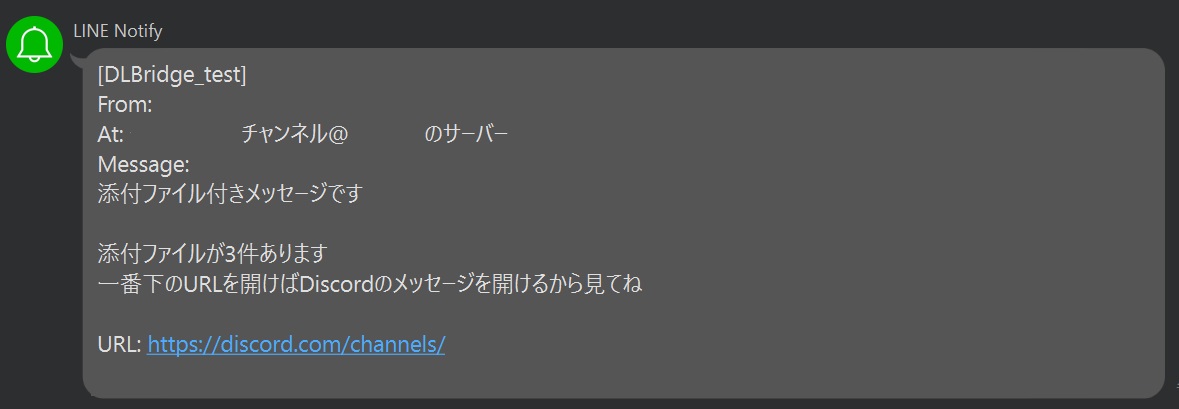 LINE Notify
[DLBridge_test]
From:
At: チャンネル@ のサーバー
Message:
添付ファイル付きメッセージです
添付ファイルが3件あります
一番下のURLを開けばDiscordのメッセージを開けるから見てね
URL: https://discord.com/channels/